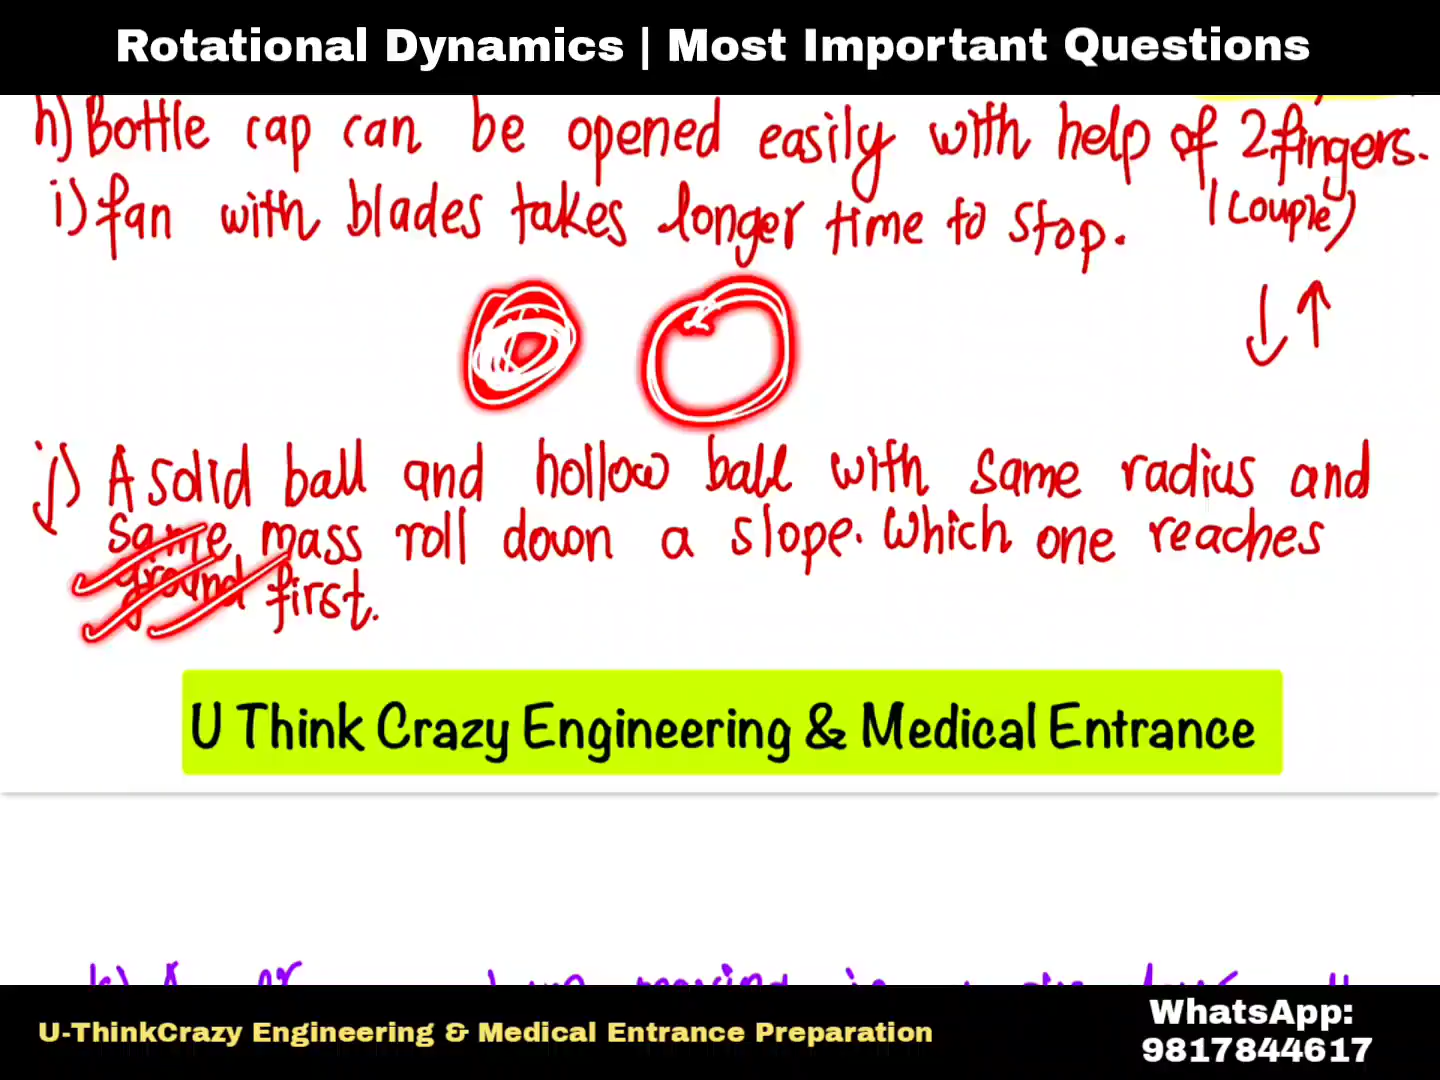 Rotational Dynamics | Most Important Questions
h) Bottle cap can be opened easily with help of 2 fingers.
i) fan with blades takes longer time to stop. (couple)
j) A solid ball and hollow ball with same radius and
same mass roll down a slope. Which one reaches
ground first.
U Think Crazy Engineering & Medical Entrance
U-ThinkCrazy Engineering & Medical Entrance Preparation
WhatsApp:
9817844617